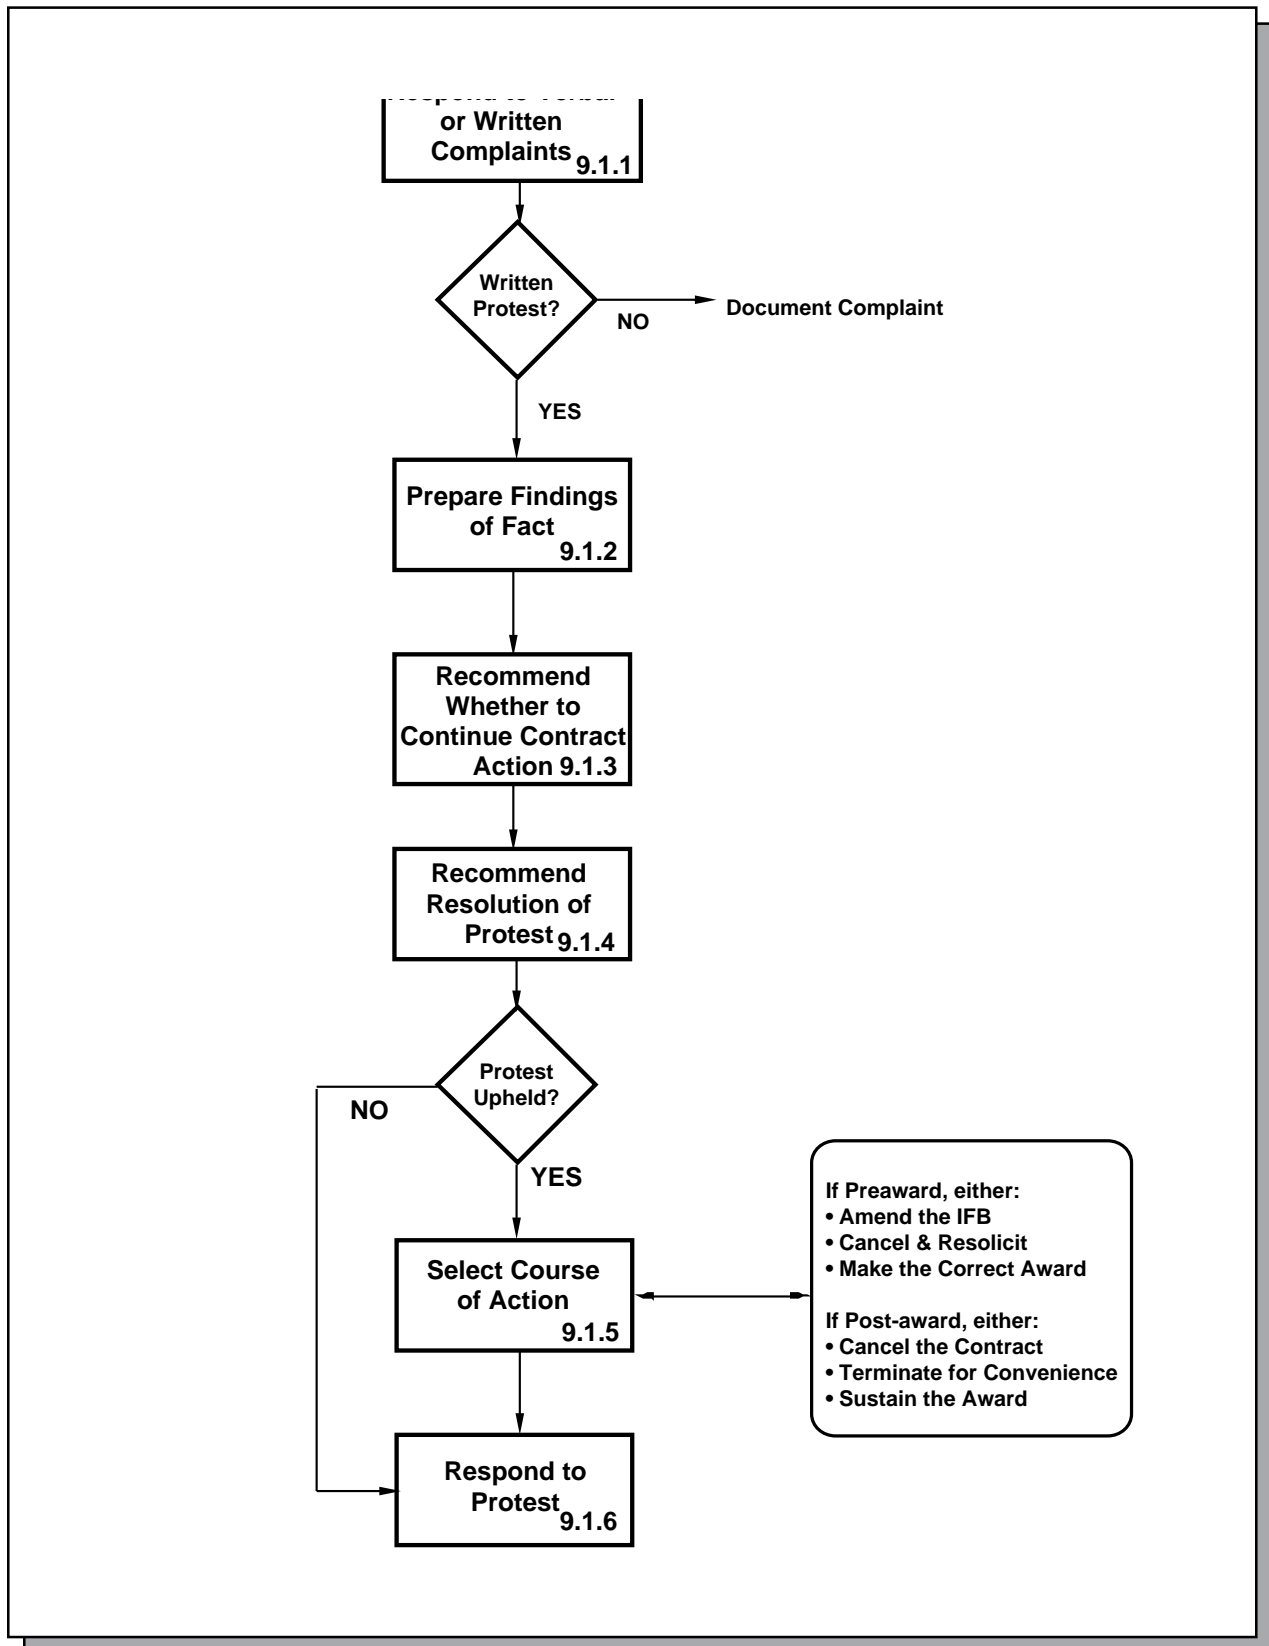 or Written
Complaints
9.1.1
Written
Protest?
NO
Document Complaint
YES
Prepare Findings
of Fact
9.1.2
Recommend
Whether to
Continue Contract
Action 9.1.3
Recommend
Resolution of
Protest 9.1.4
Protest
Upheld?
NO
YES
Select Course
of Action
9.1.5
If Preaward, either:
• Amend the IFB
• Cancel & Resolicit
• Make the Correct Award
If Post-award, either:
• Cancel the Contract
• Terminate for Convenience
• Sustain the Award
Respond to
Protest
9.1.6